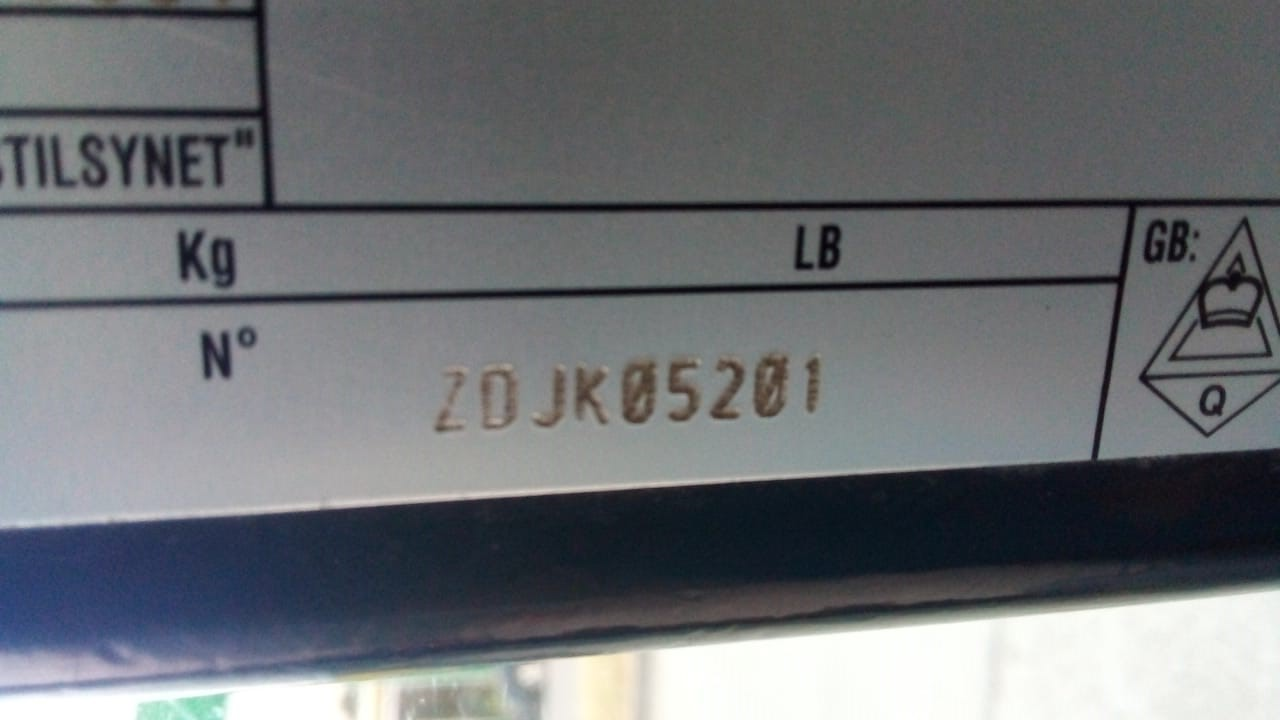 STILSYNET"
Kg LB GB:
N° ZDJK05201
Q